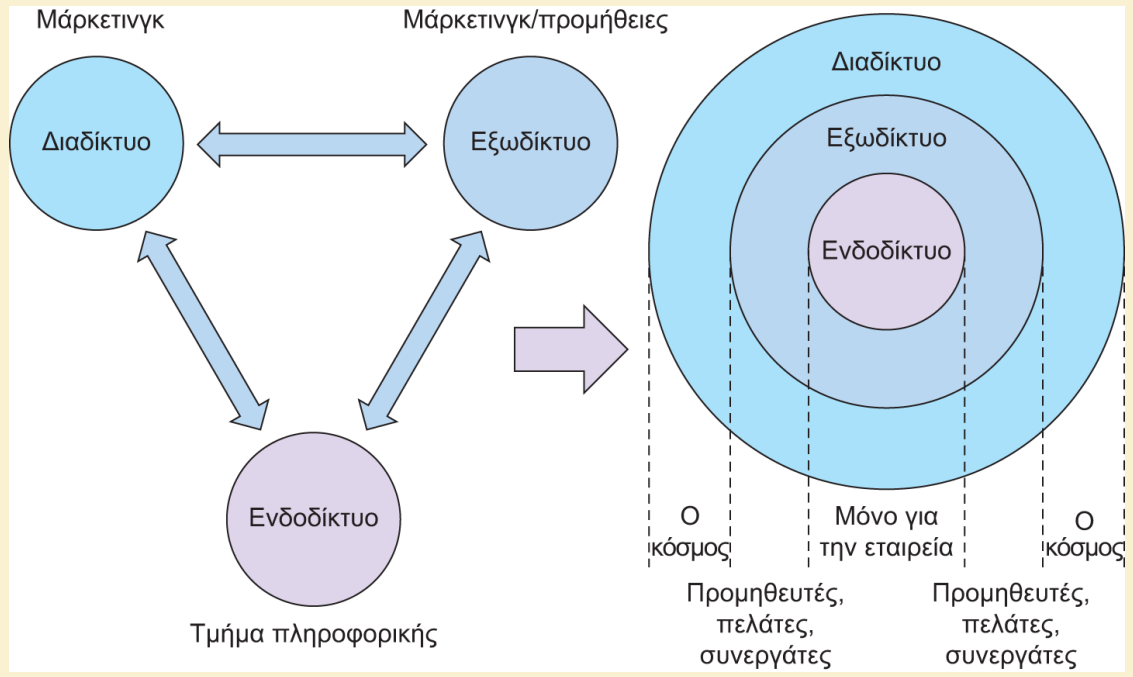 Μάρκετινγκ
Μάρκετινγκ/προμήθειες
Διαδίκτυο
Εξωδίκτυο
Ενδοδίκτυο
Τμήμα πληροφορικής
Διαδίκτυο
Εξωδίκτυο
Ενδοδίκτυο
Ο
κόσμος
Μόνο για
την εταιρεία
Ο
κόσμος
Προμηθευτές,
πελάτες,
συνεργάτες
Προμηθευτές,
πελάτες,
συνεργάτες